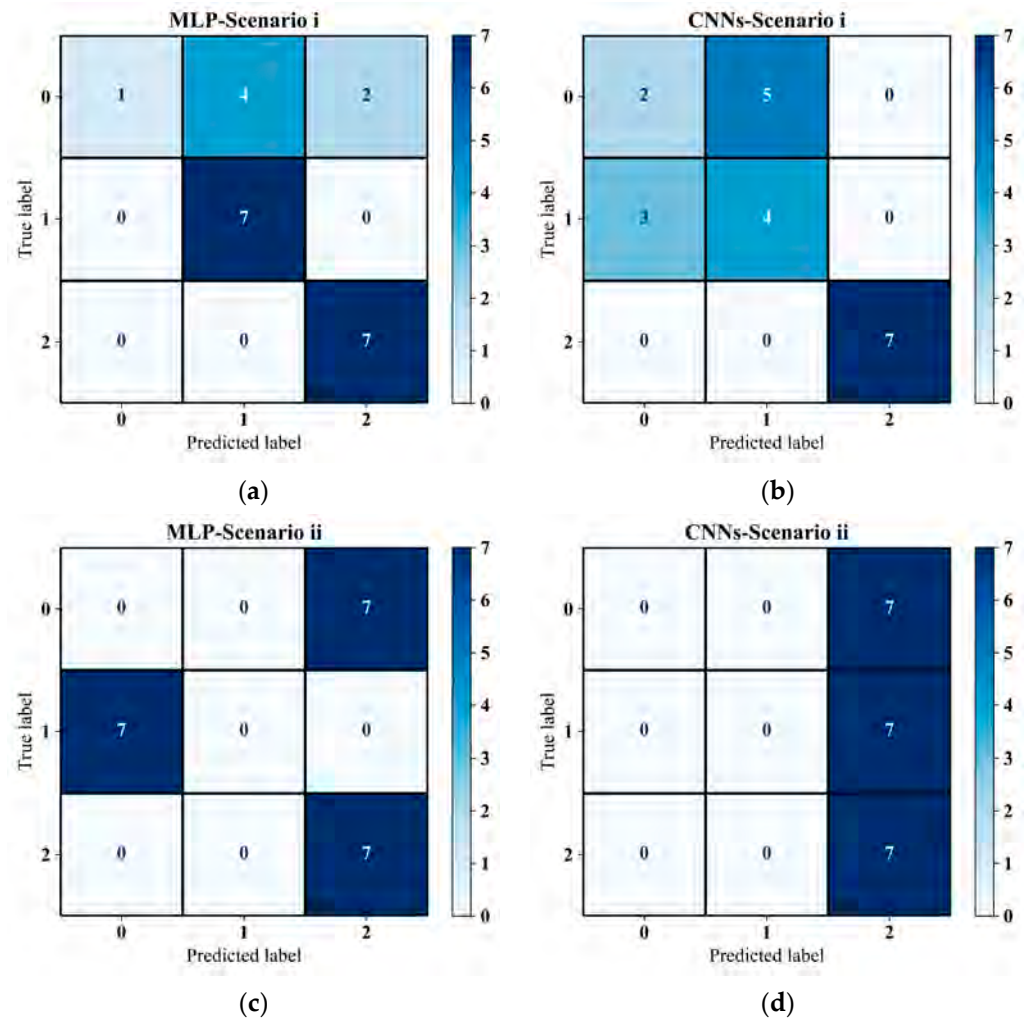 MLP-Scenario i
CNNs-Scenario i
7
6
5
4
3
2
1
0
7
6
5
4
3
2
1
0
True label
0
1
2
1 4 2
0 7 0
0 0 7
0 1 2
Predicted label
True label
0
1
2
2 5 0
3 4 0
0 0 7
0 1 2
Predicted label
(a)
(b)
MLP-Scenario ii
CNNs-Scenario ii
7
6
5
4
3
2
1
0
7
6
5
4
3
2
1
0
True label
0
1
2
0 0 7
7 0 0
0 0 7
0 1 2
Predicted label
True label
0
1
2
0 0 7
0 0 7
0 0 7
0 1 2
Predicted label
(c)
(d)